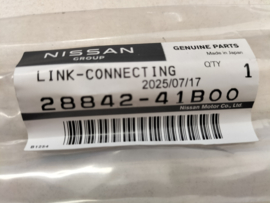 NISSAN
GROUP
GENUINE PARTS
Made in Japan
LINK-CONNECTING
Q'TY
2025/07/17
1
28842-41B00
Nissan Motor Co., Ltd